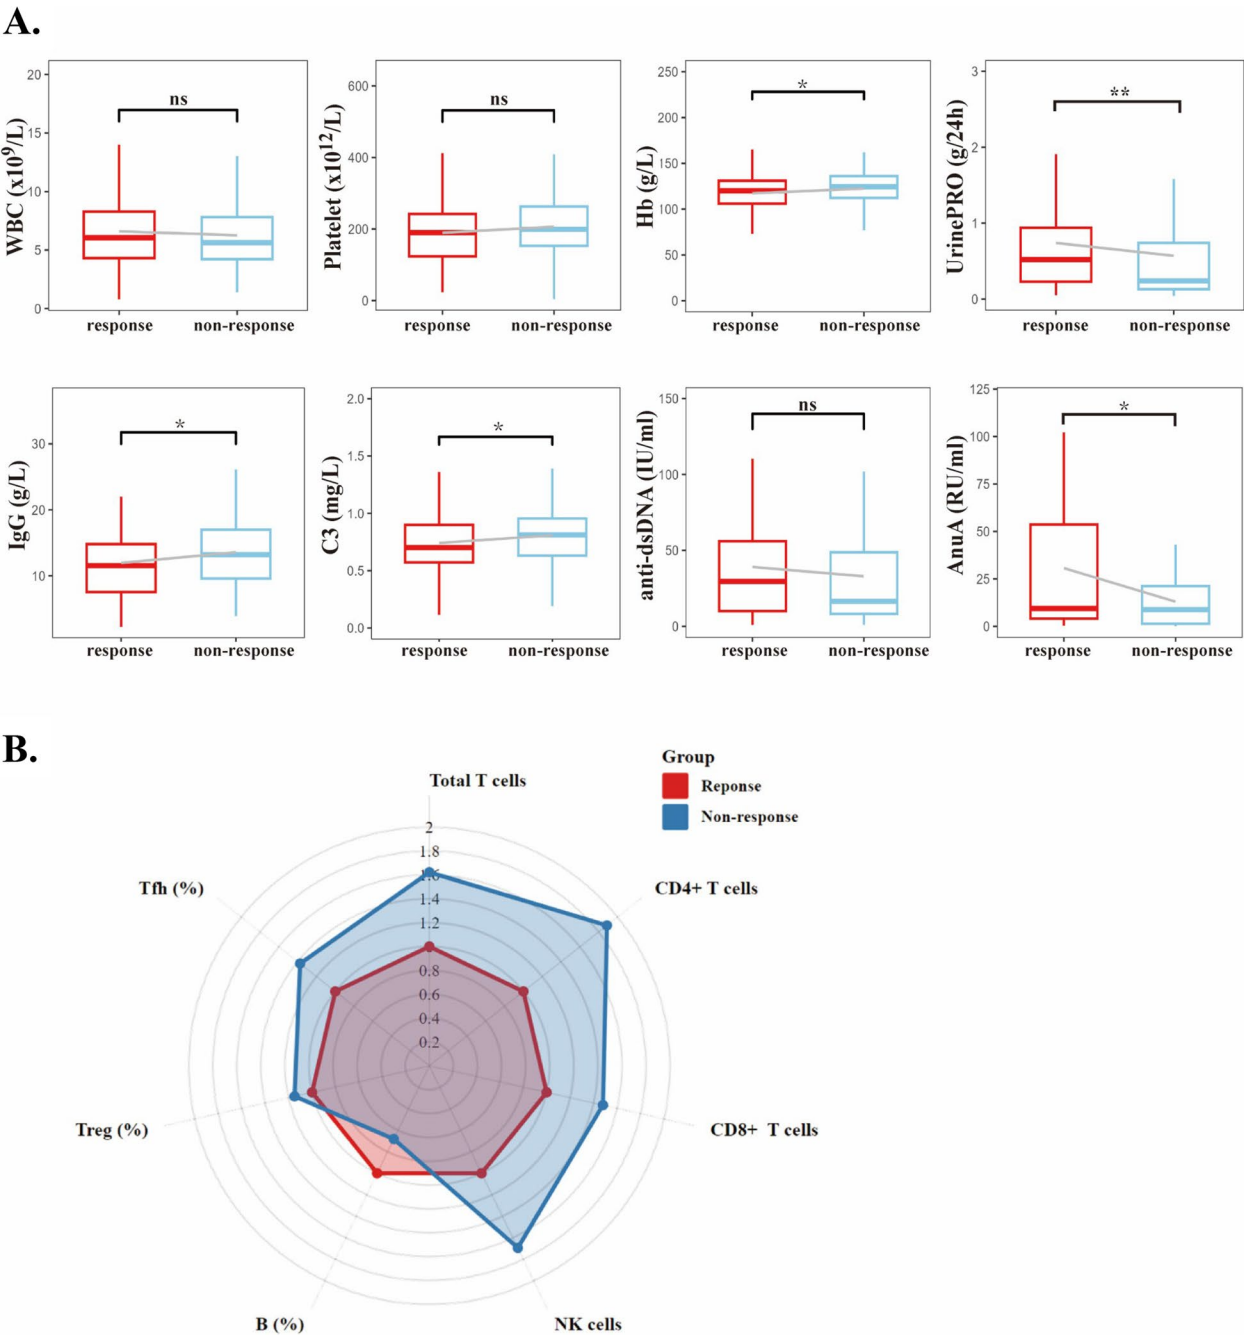 A.
WBC (x10⁹/L)
20
15
10
5
0
ns
response non-response
Platelet (x10¹²/L)
600
400
200
0
ns
response non-response
Hb (g/L)
250
200
150
100
50
0
*
response non-response
UrinePRO (g/24h)
3
2
1
0
**
response non-response
IgG (g/L)
30
20
10
*
response non-response
C3 (mg/L)
2.0
1.5
1.0
0.5
0.0
*
response non-response
anti-dsDNA (IU/ml)
150
100
50
0
ns
response non-response
AnuA (RU/ml)
125
100
75
50
25
0
*
response non-response
B.
Group
Reponse
Non-response
Total T cells
CD4+ T cells
CD8+ T cells
NK cells
B (%)
Treg (%)
Tfh (%)
2
1.8
1.6
1.4
1.2
0.8
0.6
0.4
0.2